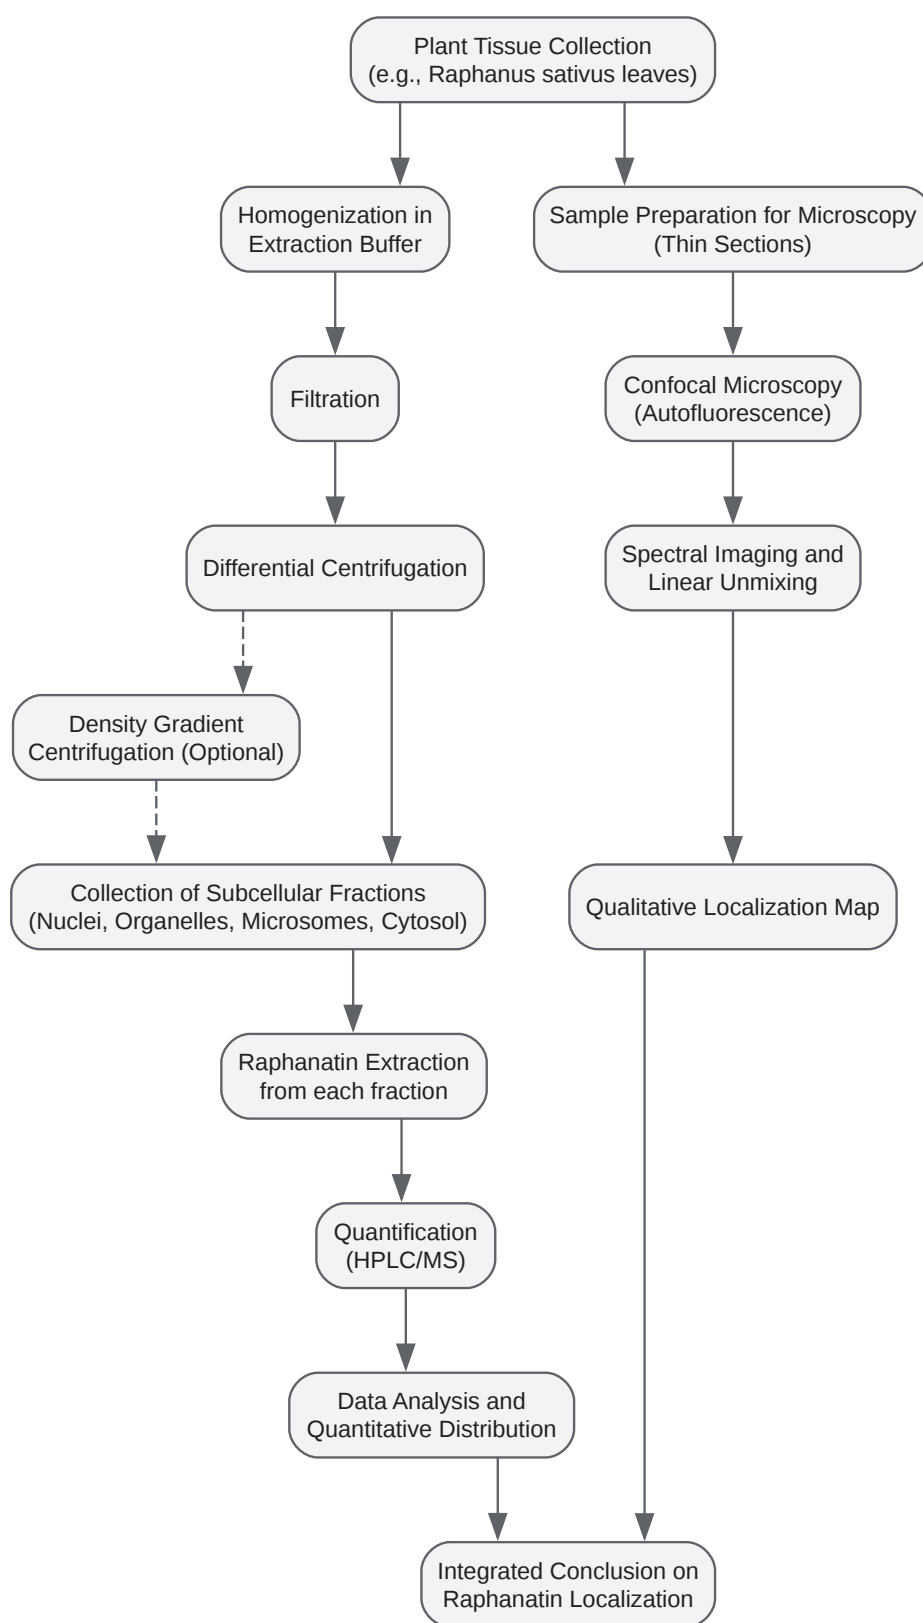 Plant Tissue Collection
(e.g., Raphanus sativus leaves)
Homogenization in
Extraction Buffer
Sample Preparation for Microscopy
(Thin Sections)
Filtration
Confocal Microscopy
(Autofluorescence)
Differential Centrifugation
Spectral Imaging and
Linear Unmixing
Density Gradient
Centrifugation (Optional)
Collection of Subcellular Fractions
(Nuclei, Organelles, Microsomes, Cytosol)
Qualitative Localization Map
Raphanatin Extraction
from each fraction
Quantification
(HPLC/MS)
Data Analysis and
Quantitative Distribution
Integrated Conclusion on
Raphanatin Localization